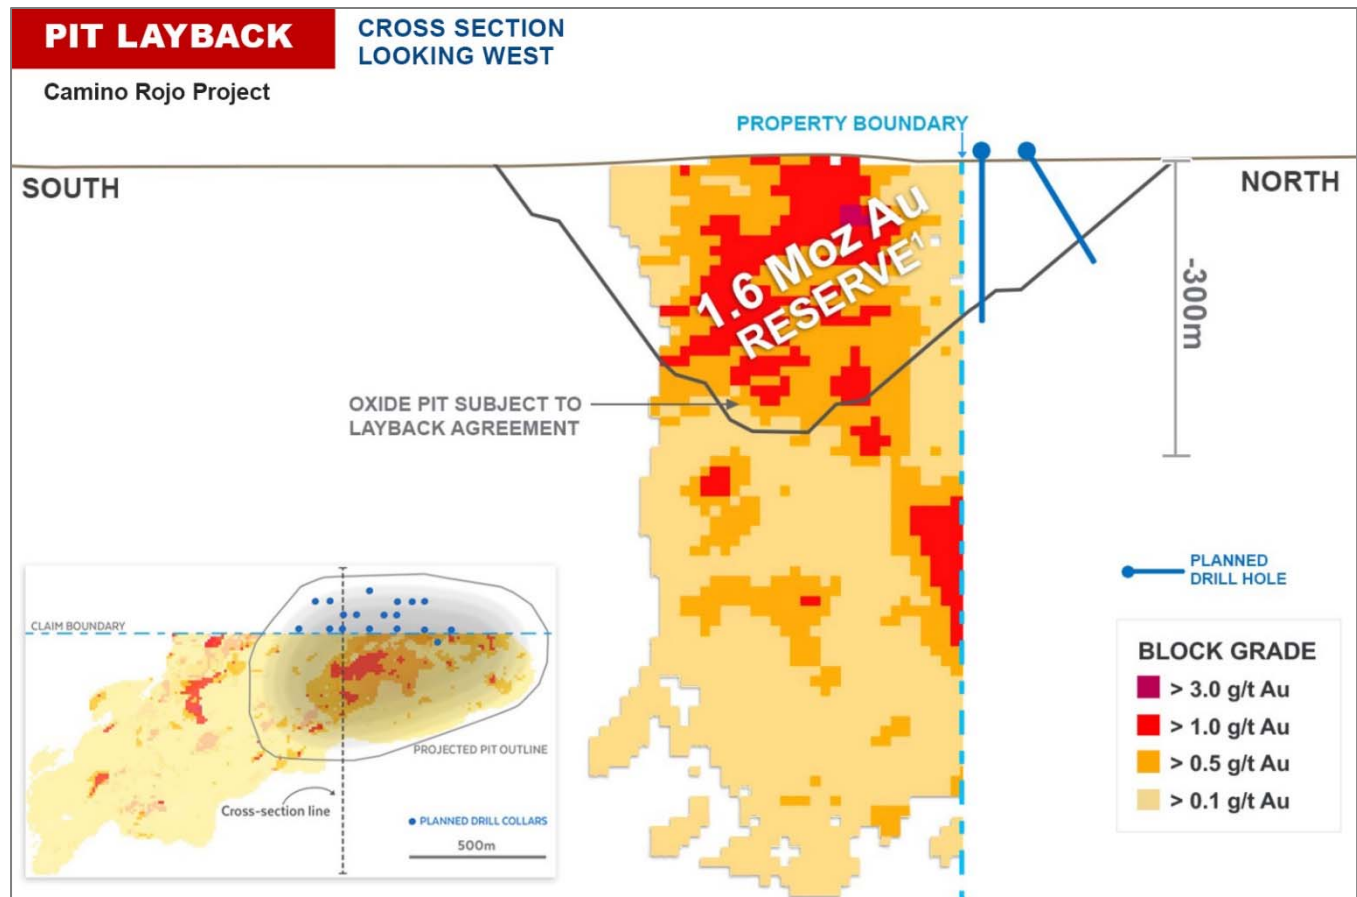 PIT LAYBACK
CROSS SECTION
LOOKING WEST
Camino Rojo Project
PROPERTY BOUNDARY
SOUTH
NORTH
1.6 Moz Au
RESERVE¹
-300m
OXIDE PIT SUBJECT TO
LAYBACK AGREEMENT
PLANNED
DRILL HOLE
CLAIM BOUNDARY
PROJECTED PIT OUTLINE
Cross-section line
PLANNED DRILL COLLARS
500m
BLOCK GRADE
> 3.0 g/t Au
> 1.0 g/t Au
> 0.5 g/t Au
> 0.1 g/t Au